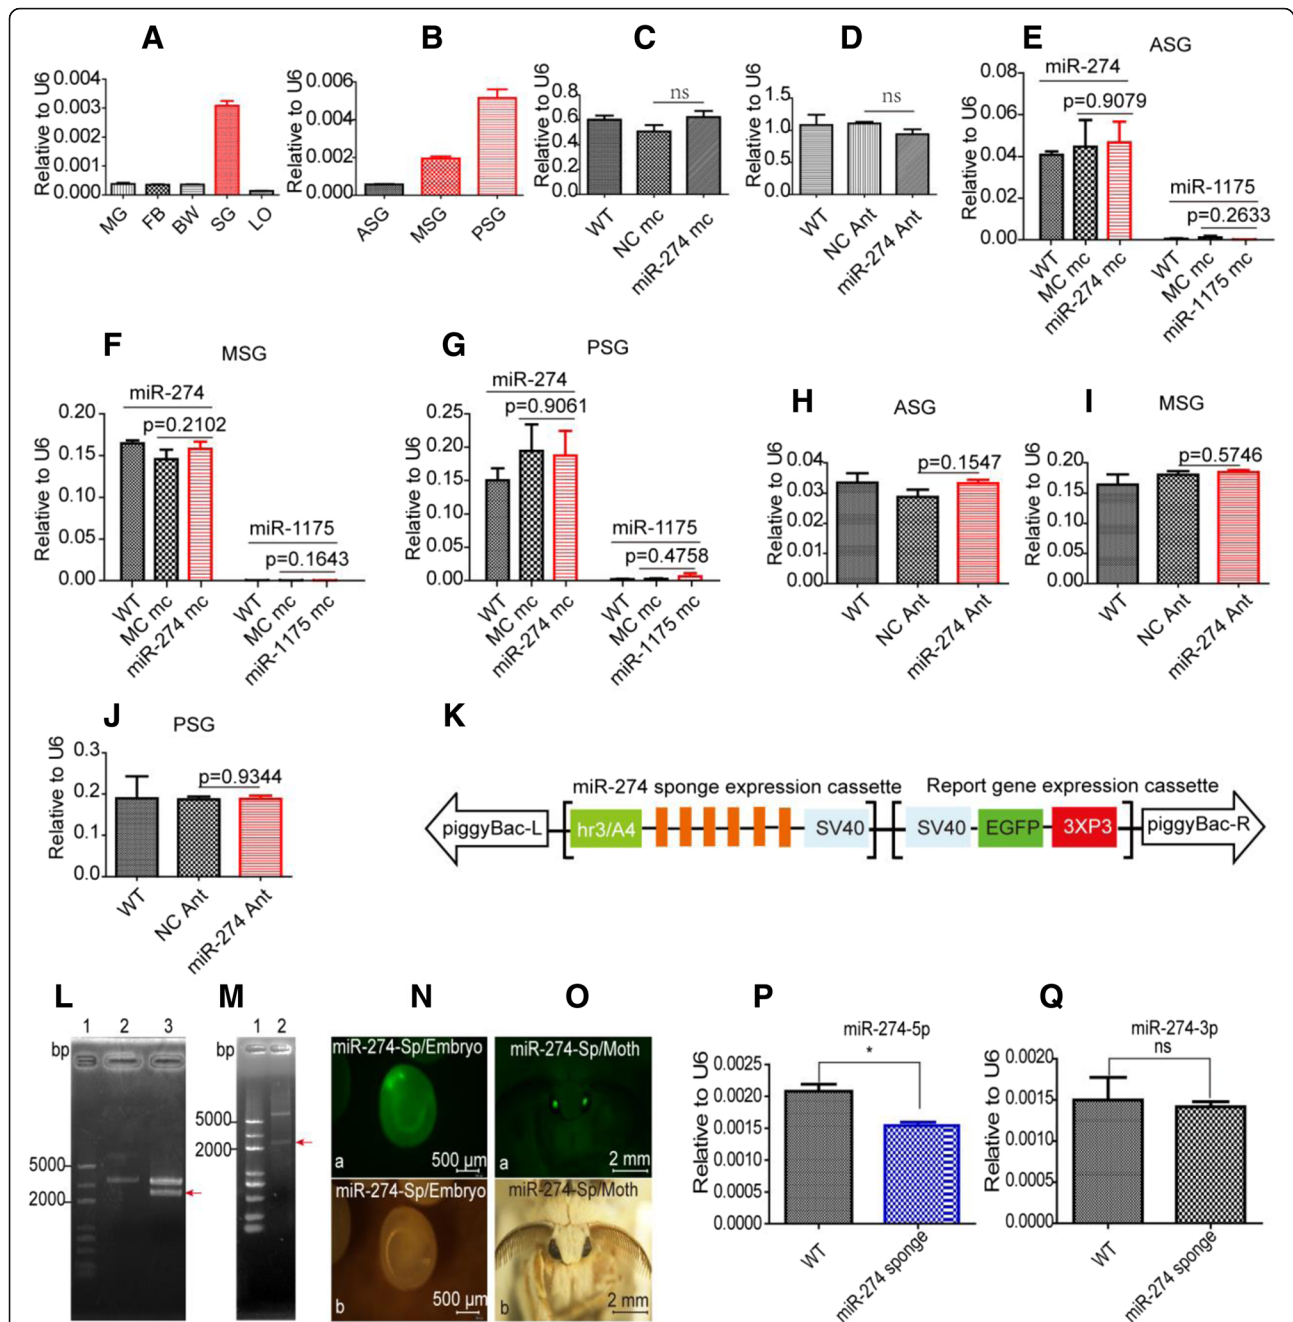 A
Relative to U6
0.004
0.003
0.002
0.001
0.000
MG
FB
BW
SG
LO
B
Relative to U6
0.006
0.004
0.002
0.000
ASG
MSG
PSG
C
Relative to U6
0.8
0.6
0.4
0.2
0.0
ns
WT
NC mc
miR-274 mc
D
Relative to U6
1.5
1.0
0.5
0.0
ns
WT
NC Ant
miR-274 Ant
E
ASG
Relative to U6
0.08
0.06
0.04
0.02
0.00
miR-274
p=0.9079
miR-1175
p=0.2633
WT
MC mc
miR-274 mc
WT
MC mc
miR-1175 mc
F
MSG
Relative to U6
0.20
0.15
0.10
0.05
0.00
miR-274
p=0.2102
miR-1175
p=0.1643
WT
MC mc
miR-274 mc
WT
MC mc
miR-1175 mc
G
PSG
Relative to U6
0.25
0.20
0.15
0.10
0.05
0.00
miR-274
p=0.9061
miR-1175
p=0.4758
WT
MC mc
miR-274 mc
WT
MC mc
miR-1175 mc
H
ASG
Relative to U6
0.04
0.03
0.02
0.01
0.00
p=0.1547
WT
NC Ant
miR-274 Ant
I
MSG
Relative to U6
0.20
0.15
0.10
0.05
0.00
p=0.5746
WT
NC Ant
miR-274 Ant
J
PSG
Relative to U6
0.3
0.2
0.1
0.0
p=0.9344
WT
NC Ant
miR-274 Ant
K
miR-274 sponge expression cassette
Report gene expression cassette
piggyBac-L
hr3/A4
SV40
SV40
EGFP
3XP3
piggyBac-R
L
1 2 3
bp
5000
2000
M
1 2
bp
5000
2000
N
miR-274-Sp/Embryo
a
500 µm
miR-274-Sp/Embryo
b
500 µm
O
miR-274-Sp/Moth
a
2 mm
miR-274-Sp/Moth
b
2 mm
P
miR-274-5p
*
Relative to U6
0.0025
0.0020
0.0015
0.0010
0.0005
0.0000
WT
miR-274 sponge
Q
miR-274-3p
ns
Relative to U6
0.0020
0.0015
0.0010
0.0005
0.0000
WT
miR-274 sponge